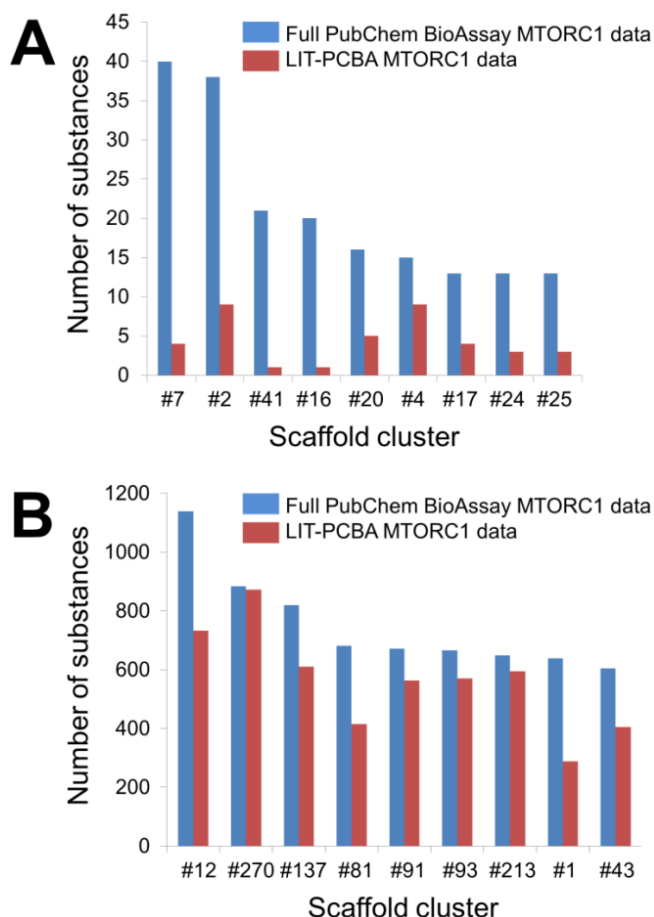 A
Full PubChem BioAssay MTORC1 data
LIT-PCBA MTORC1 data
Number of substances
45
40
35
30
25
20
15
10
5
0
#7 #2 #41 #16 #20 #4 #17 #24 #25
Scaffold cluster
B
Full PubChem BioAssay MTORC1 data
LIT-PCBA MTORC1 data
Number of substances
1200
1000
800
600
400
200
0
#12 #270 #137 #81 #91 #93 #213 #1 #43
Scaffold cluster